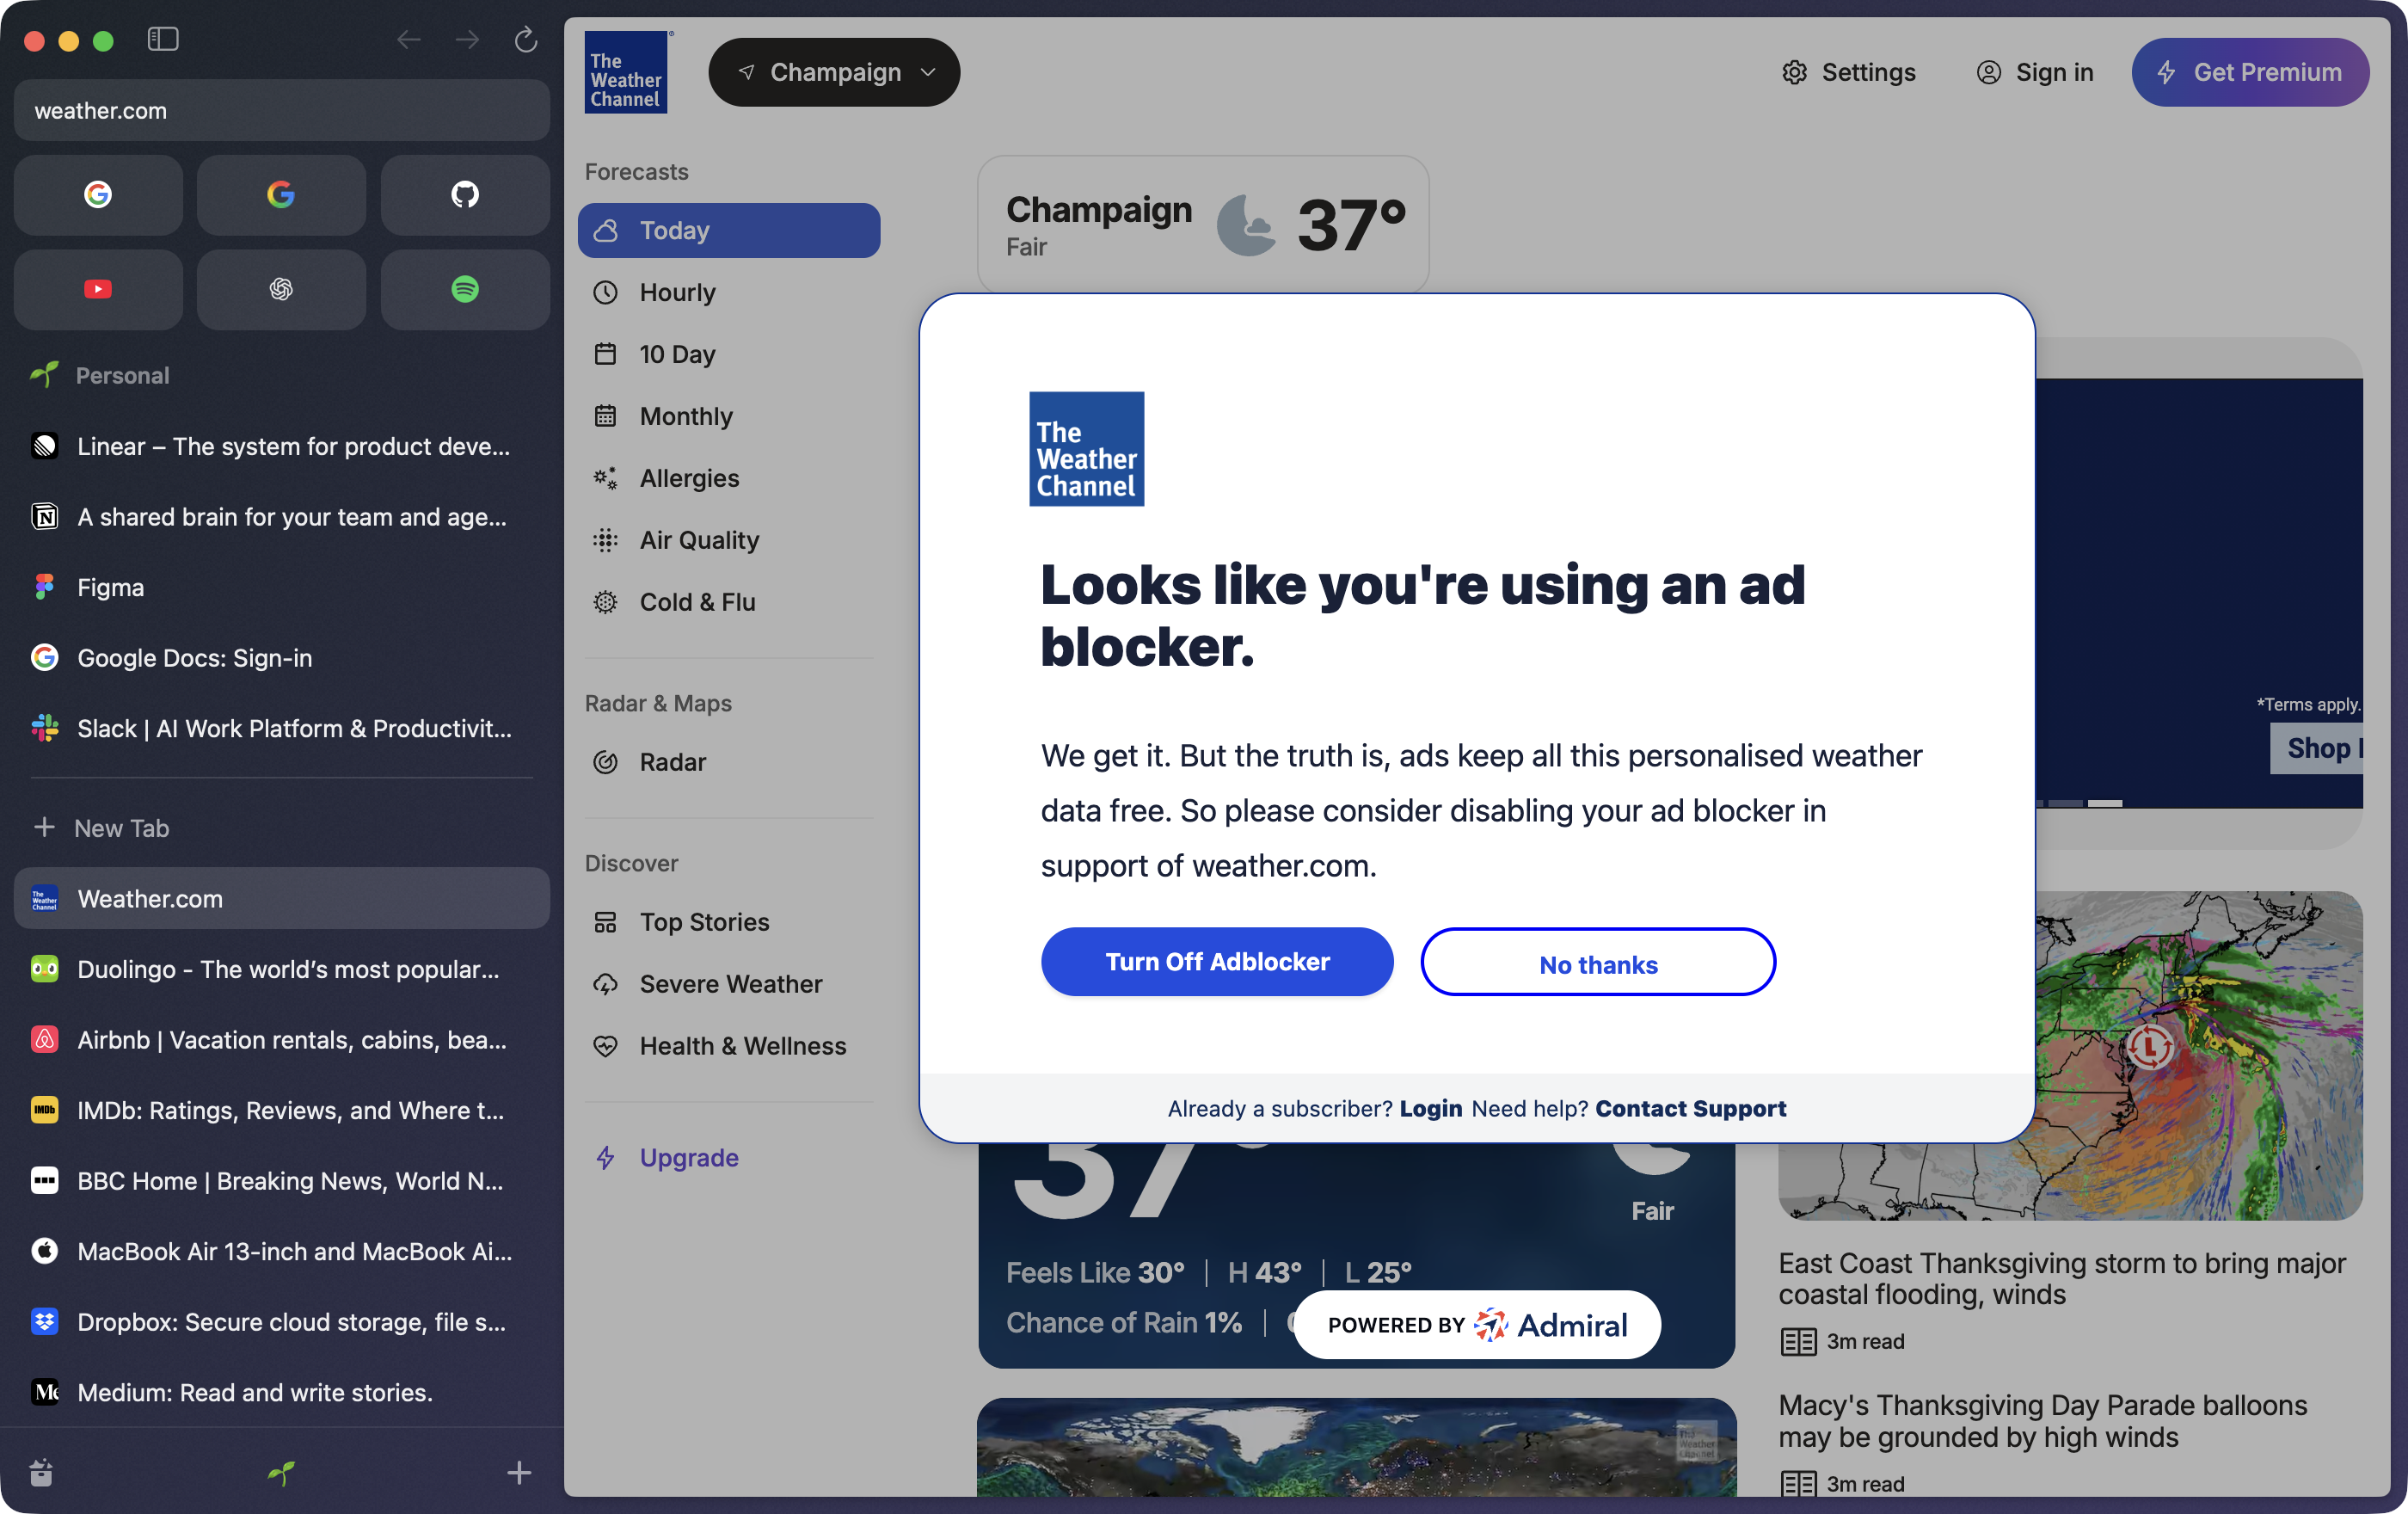 weather.com
Personal
Linear – The system for product deve...
A shared brain for your team and age...
Figma
Google Docs: Sign-in
Slack | AI Work Platform & Productivit...
New Tab
Weather.com
Duolingo - The world's most popular...
Airbnb | Vacation rentals, cabins, bea...
IMDb: Ratings, Reviews, and Where t...
BBC Home | Breaking News, World N...
MacBook Air 13-inch and MacBook Ai...
Dropbox: Secure cloud storage, file s...
Medium: Read and write stories.
The
Weather
Channel
Champaign
Settings
Sign in
Get Premium
Forecasts
Today
Hourly
10 Day
Monthly
Allergies
Air Quality
Cold & Flu
Radar & Maps
Radar
Discover
Top Stories
Severe Weather
Health & Wellness
Upgrade
Champaign
Fair
37°
The
Weather
Channel
Looks like you're using an ad
blocker.
We get it. But the truth is, ads keep all this personalised weather
data free. So please consider disabling your ad blocker in
support of weather.com.
Turn Off Adblocker
No thanks
Already a subscriber? Login Need help? Contact Support
*Terms apply.
Shop
L
37°
Fair
Feels Like 30° | H 43° | L 25°
Chance of Rain 1% |
POWERED BY Admiral
East Coast Thanksgiving storm to bring major
coastal flooding, winds
3m read
Macy's Thanksgiving Day Parade balloons
may be grounded by high winds
3m read